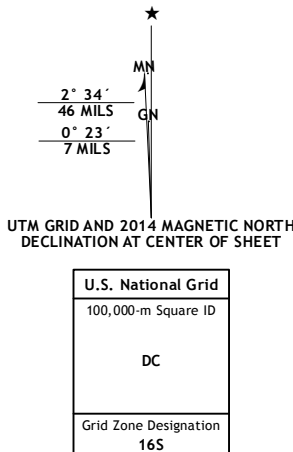 ★
MN
2° 34´
46 MILS
GN
0° 23´
7 MILS
UTM GRID AND 2014 MAGNETIC NORTH
DECLINATION AT CENTER OF SHEET
U.S. National Grid
100,000-m Square ID
DC
Grid Zone Designation
16S